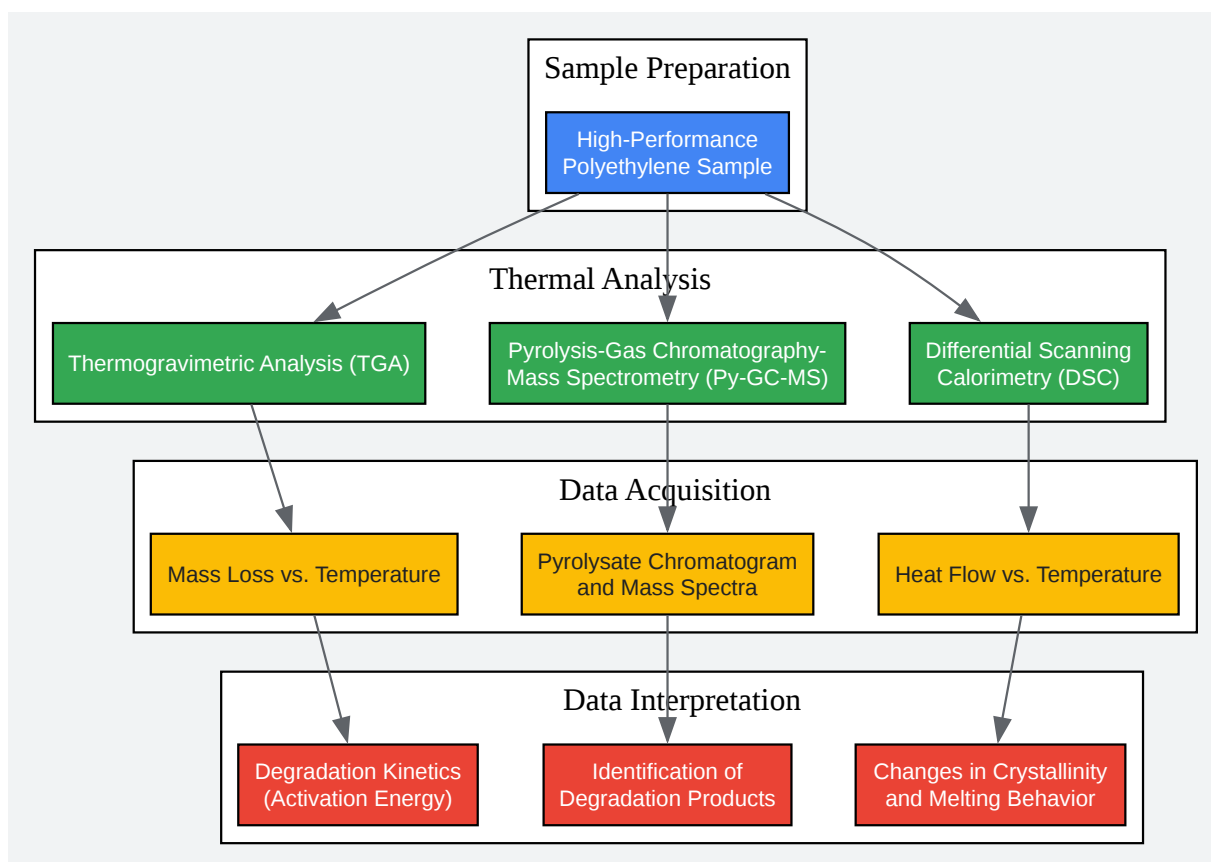 Sample Preparation
High-Performance
Polyethylene Sample
Thermal Analysis
Thermogravimetric Analysis (TGA)
Pyrolysis-Gas Chromatography-
Mass Spectrometry (Py-GC-MS)
Differential Scanning
Calorimetry (DSC)
Data Acquisition
Mass Loss vs. Temperature
Pyrolysate Chromatogram
and Mass Spectra
Heat Flow vs. Temperature
Data Interpretation
Degradation Kinetics
(Activation Energy)
Identification of
Degradation Products
Changes in Crystallinity
and Melting Behavior